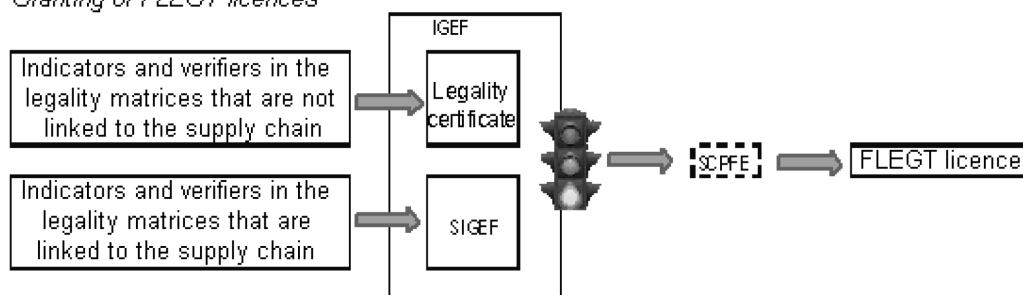 Granting of FLEGT licences
IGEF
Indicators and verifiers in the
legality matrices that are not
linked to the supply chain
Legality
certificate
SCPFE
FLEGT licence
Indicators and verifiers in the
legality matrices that are
linked to the supply chain
SIGEF